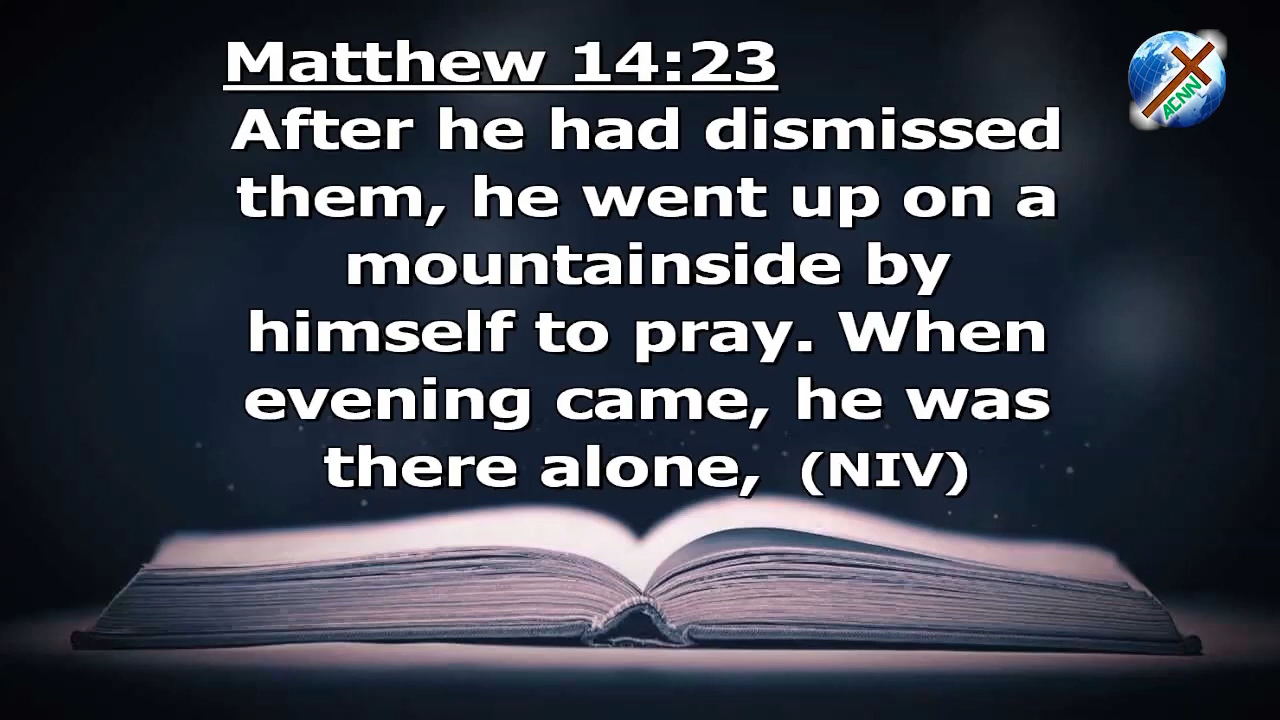 Matthew 14:23
After he had dismissed
them, he went up on a
mountainside by
himself to pray. When
evening came, he was
there alone, (NIV)
ACNN